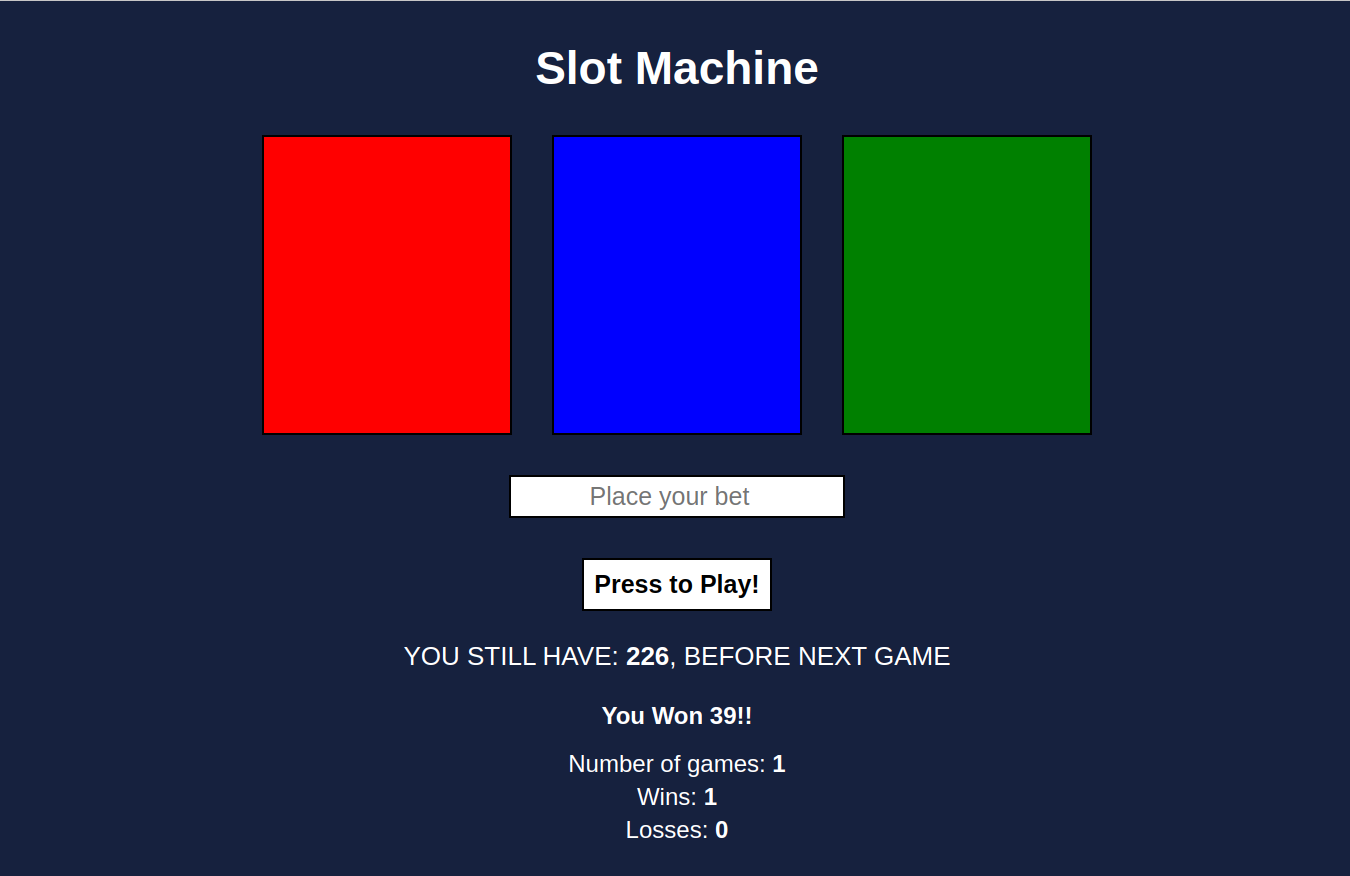 Slot Machine
Place your bet
Press to Play!
YOU STILL HAVE: 226, BEFORE NEXT GAME
You Won 39!!
Number of games: 1
Wins: 1
Losses: 0